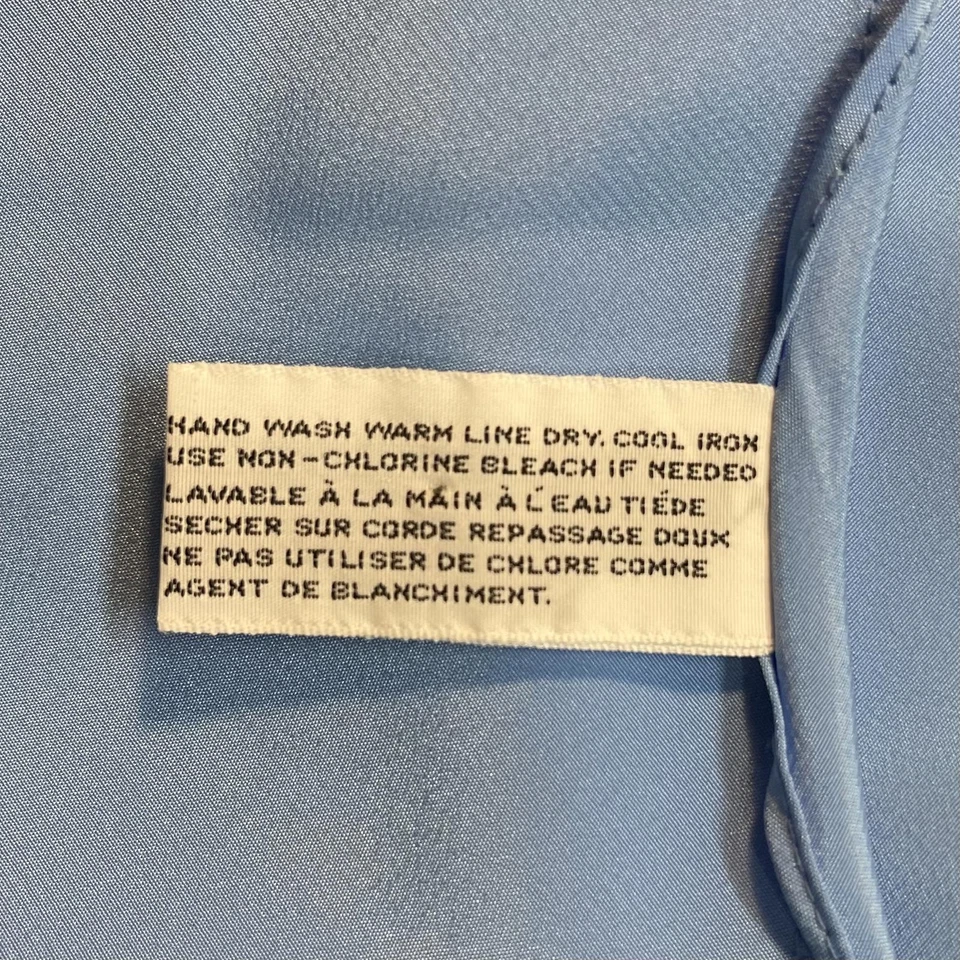 HAND WASH WARM LINE DRY. COOL IRON
USE NON-CHLORINE BLEACH IF NEEDED
LAVABLE À LA MAIN À L'EAU TIÉDE
SECHER SUR CORDE REPASSAGE DOUX
NE PAS UTILISER DE CHLORE COMME
AGENT DE BLANCHIMENT.